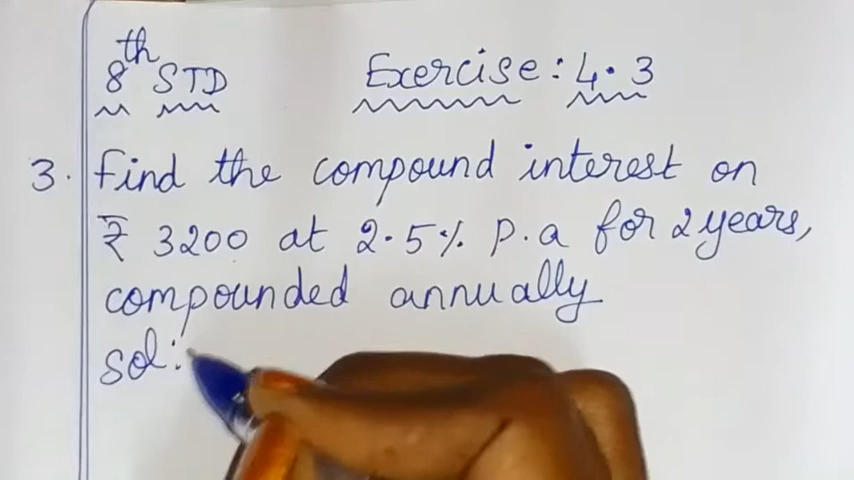 8th STD Exercise: 4.3
3. find the compound interest on
₹ 3200 at 2.5% p.a for 2 years,
compounded annually
sol: